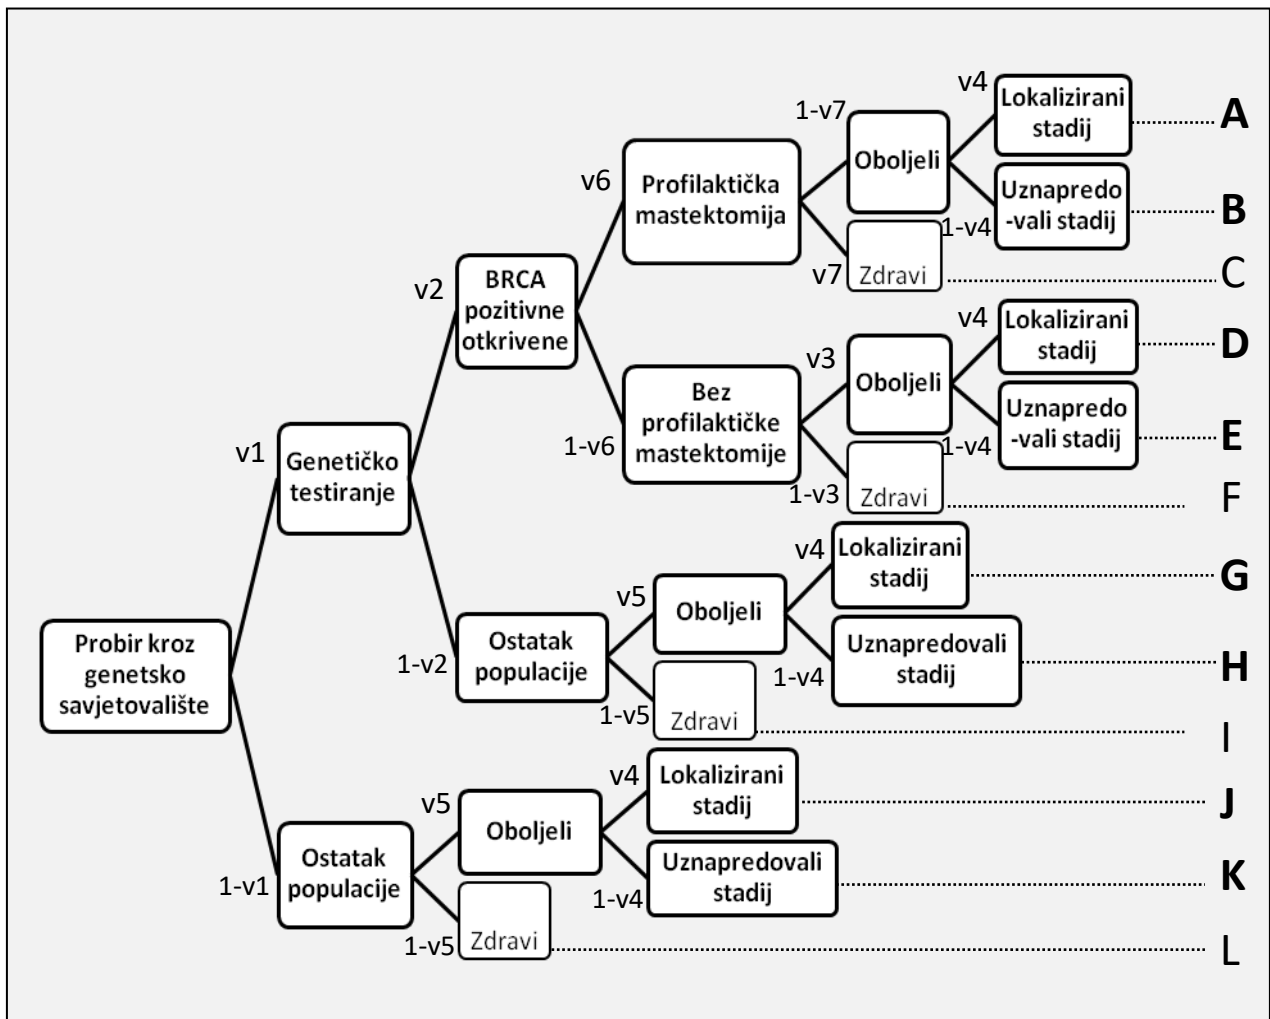 v4
Lokalizirani
stadij
A
1-v7
Oboljeli
v6
Profilaktička
mastektomija
Uznapredo
-vali stadij
B
1-v4
v7
Zdravi
C
v2
BRCA
pozitivne
otkrivene
v4
Lokalizirani
stadij
D
v3
Oboljeli
Bez
profilaktičke
mastektomije
1-v6
Uznapredo
-vali stadij
E
1-v4
1-v3
Zdravi
F
v1
Genetičko
testiranje
v4
Lokalizirani
stadij
G
v5
Oboljeli
Ostatak
populacije
1-v2
Uznapredovali
stadij
H
1-v4
1-v5
Zdravi
I
Probir kroz
genetsko
savjetovalište
v4
Lokalizirani
stadij
J
v5
Oboljeli
Ostatak
populacije
1-v1
Uznapredovali
stadij
K
1-v4
1-v5
Zdravi
L